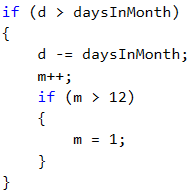 if (d > daysInMonth)
{
    d -= daysInMonth;
    m++;
    if (m > 12)
    {
        m = 1;
    }
}